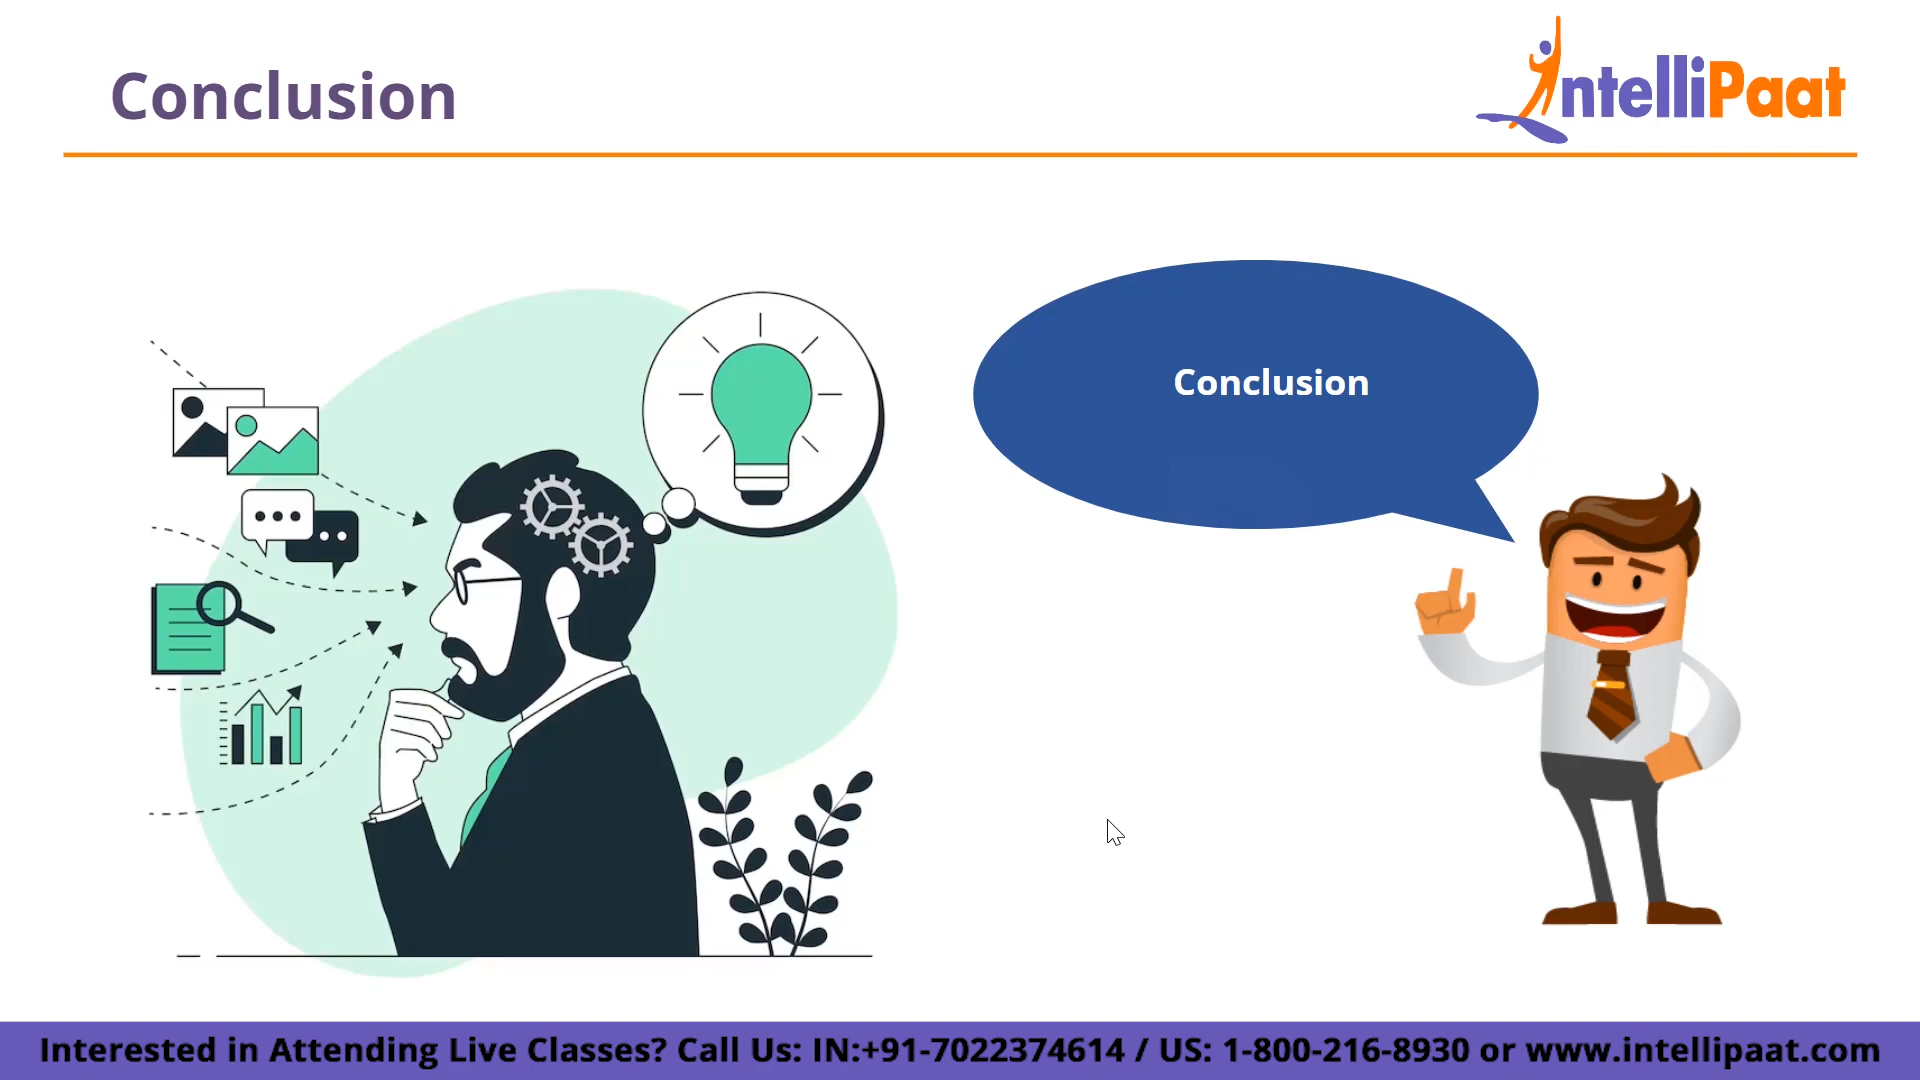 Conclusion
IntelliPaat
Conclusion
Interested in Attending Live Classes? Call Us: IN:+91-7022374614 / US: 1-800-216-8930 or www.intellipaat.com